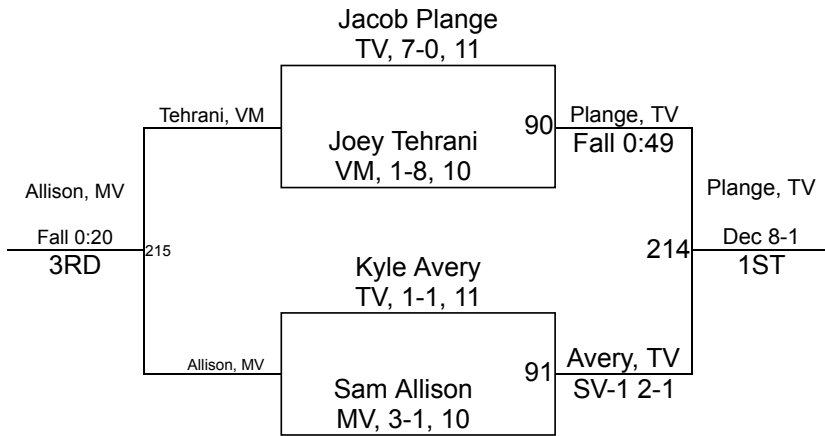 Jacob Plange
TV, 7-0, 11
Tehrani, VM
Joey Tehrani
VM, 1-8, 10
90
Plange, TV
Fall 0:49
Allison, MV
Fall 0:20
3RD
215
Plange, TV
214
Dec 8-1
1ST
Kyle Avery
TV, 1-1, 11
Allison, MV
Sam Allison
MV, 3-1, 10
91
Avery, TV
SV-1 2-1